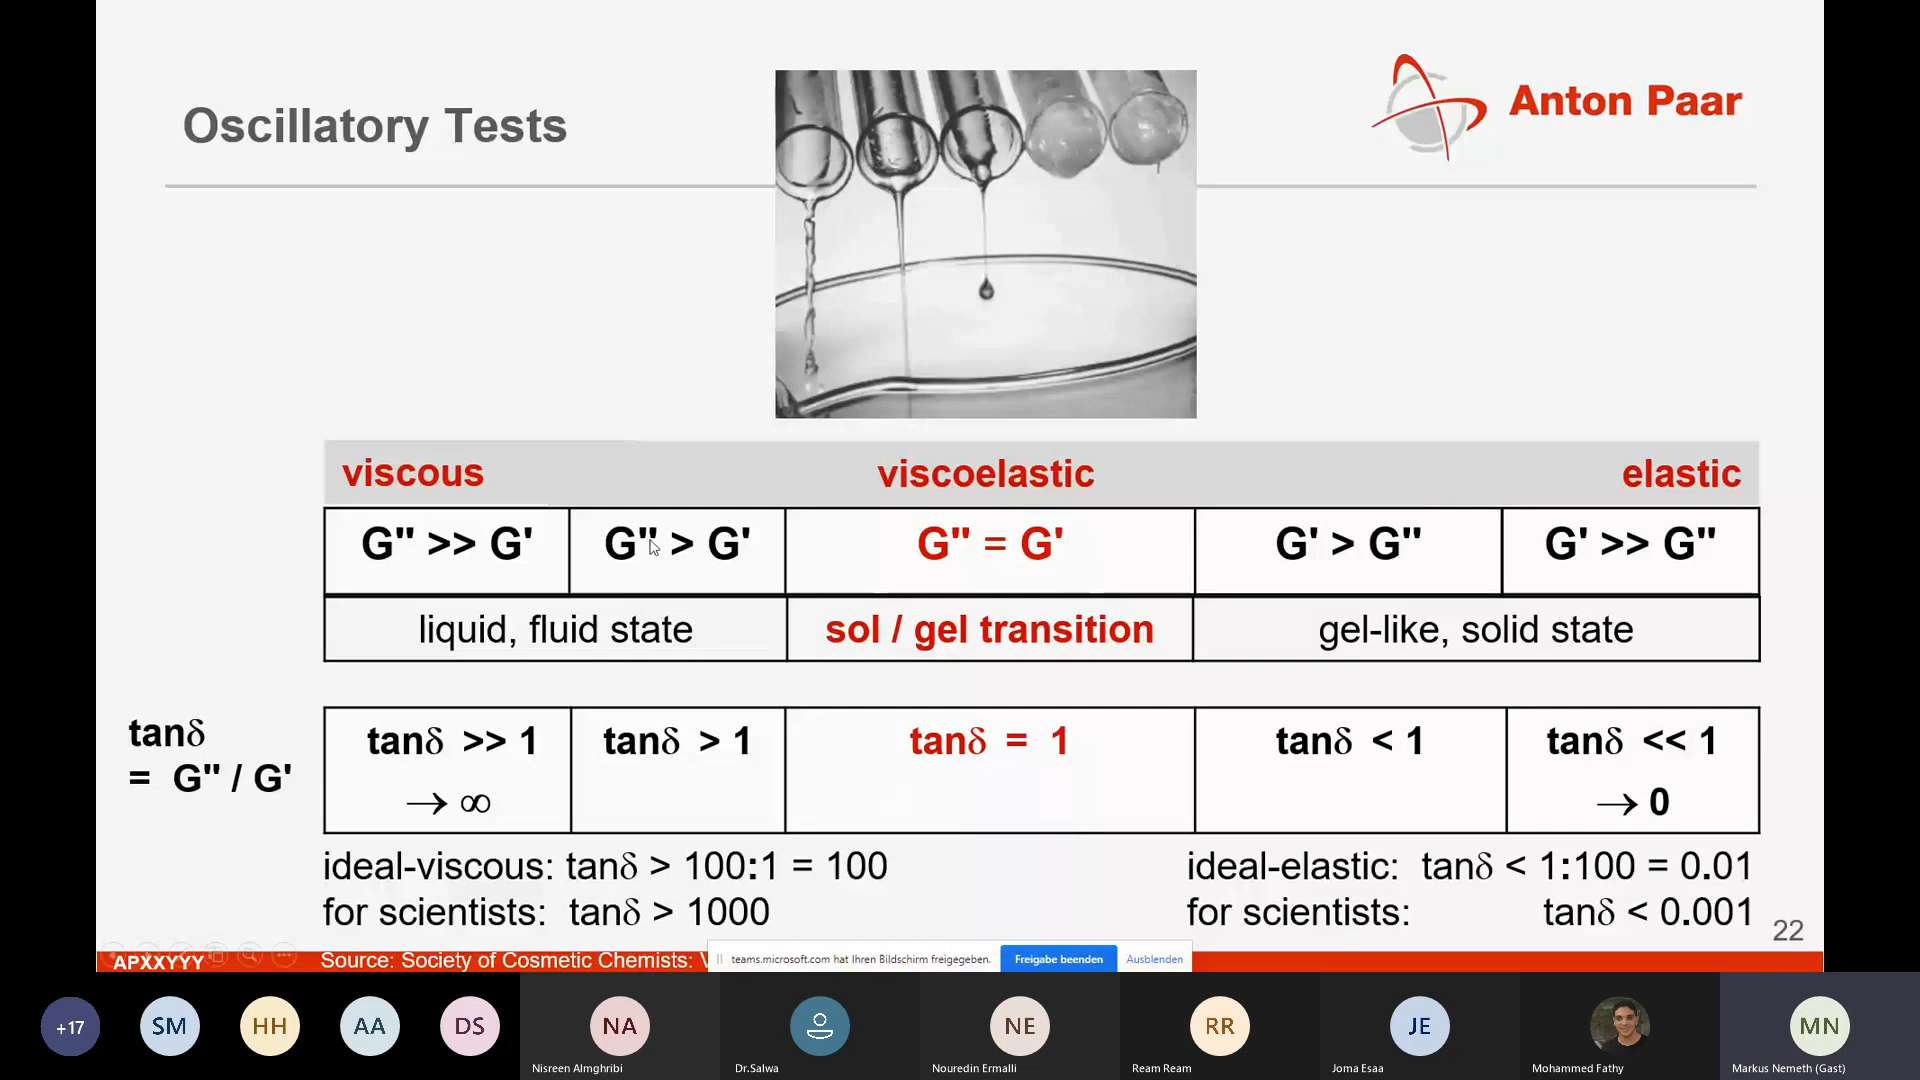 Oscillatory Tests
Anton Paar
viscous viscoelastic elastic
G" >> G' G" > G' G" = G' G' > G" G' >> G"
liquid, fluid state sol / gel transition gel-like, solid state
tanδ
= G" / G'
tanδ >> 1 tanδ > 1 tanδ = 1 tanδ < 1 tanδ << 1
→ ∞ → 0
ideal-viscous: tanδ > 100:1 = 100 ideal-elastic: tanδ < 1:100 = 0.01
for scientists: tanδ > 1000 for scientists: tanδ < 0.001
22
APXXYYY Source: Society of Cosmetic Chemists:
teams.microsoft.com hat Ihren Bildschirm freigegeben. Freigabe beenden Ausblenden
+17 SM HH AA DS NA NE RR JE MN
Nisreen Almghribi Dr.Salwa Nouredin Ermalli Ream Ream Joma Esaa Mohammed Fathy Markus Nemeth (Gast)